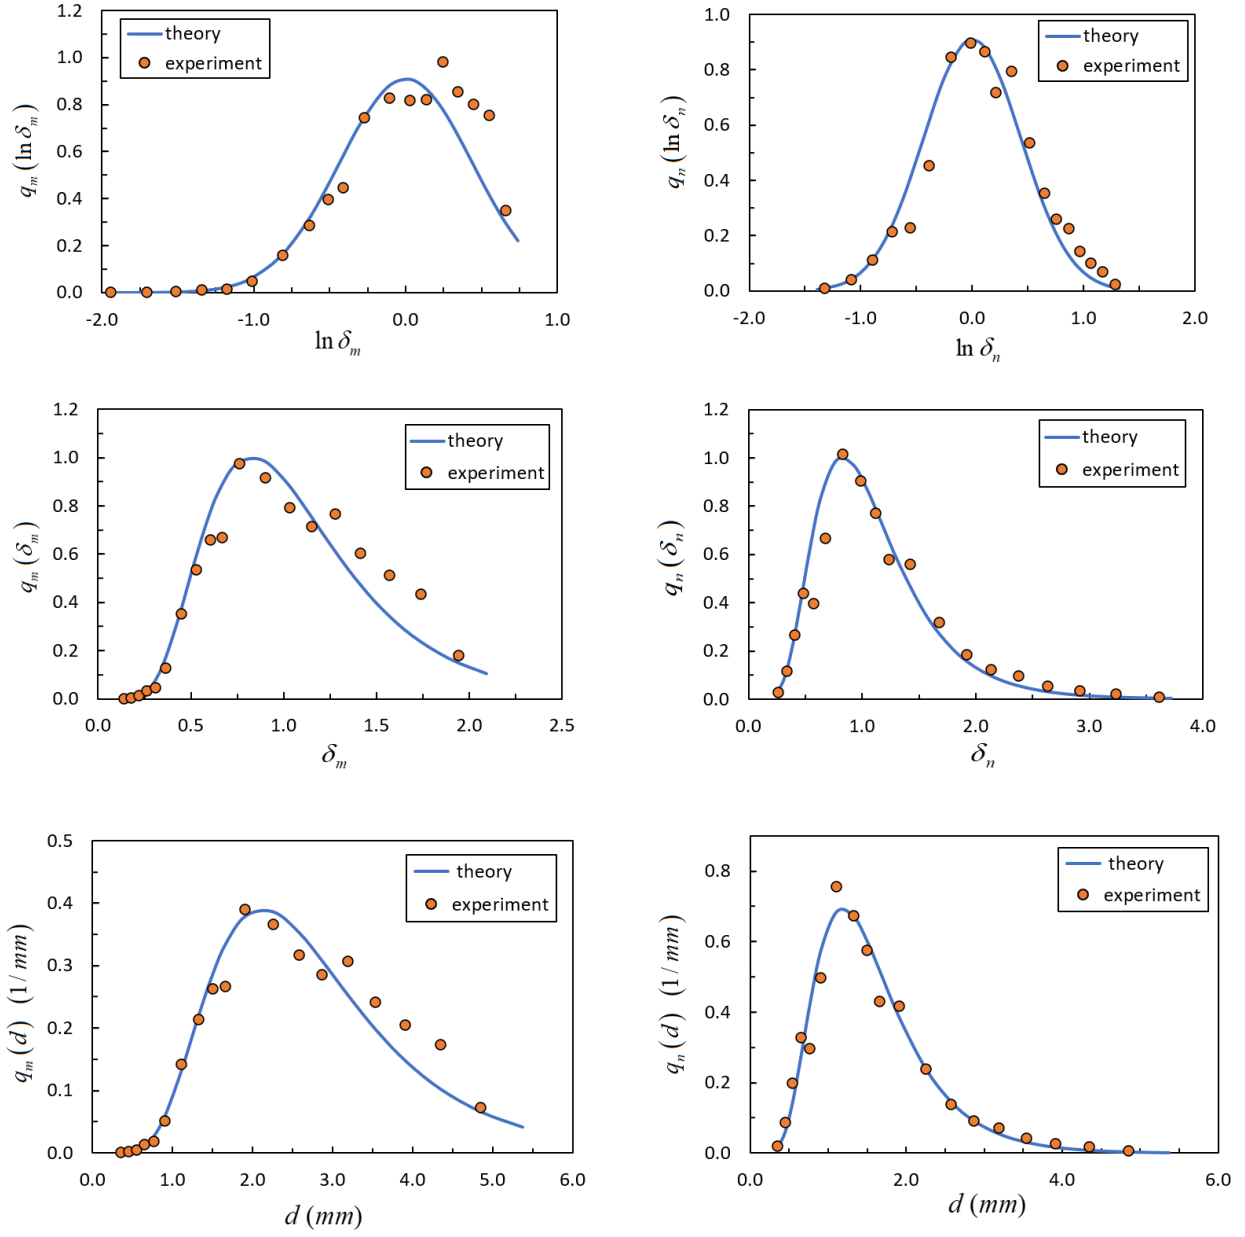 1.2
1.0
0.8
0.6
0.4
0.2
0.0
-2.0 -1.0 0.0 1.0
q_m (ln δ_m)
ln δ_m
theory
experiment
1.0
0.8
0.6
0.4
0.2
0.0
-2.0 -1.0 0.0 1.0 2.0
q_n (ln δ_n)
ln δ_n
theory
experiment
1.2
1.0
0.8
0.6
0.4
0.2
0.0
0.0 0.5 1.0 1.5 2.0 2.5
q_m (δ_m)
δ_m
theory
experiment
1.2
1.0
0.8
0.6
0.4
0.2
0.0
0.0 1.0 2.0 3.0 4.0
q_n (δ_n)
δ_n
theory
experiment
0.5
0.4
0.3
0.2
0.1
0.0
0.0 1.0 2.0 3.0 4.0 5.0 6.0
q_m (d) (1/mm)
d (mm)
theory
experiment
0.8
0.6
0.4
0.2
0.0
0.0 2.0 4.0 6.0
q_n (d) (1/mm)
d (mm)
theory
experiment